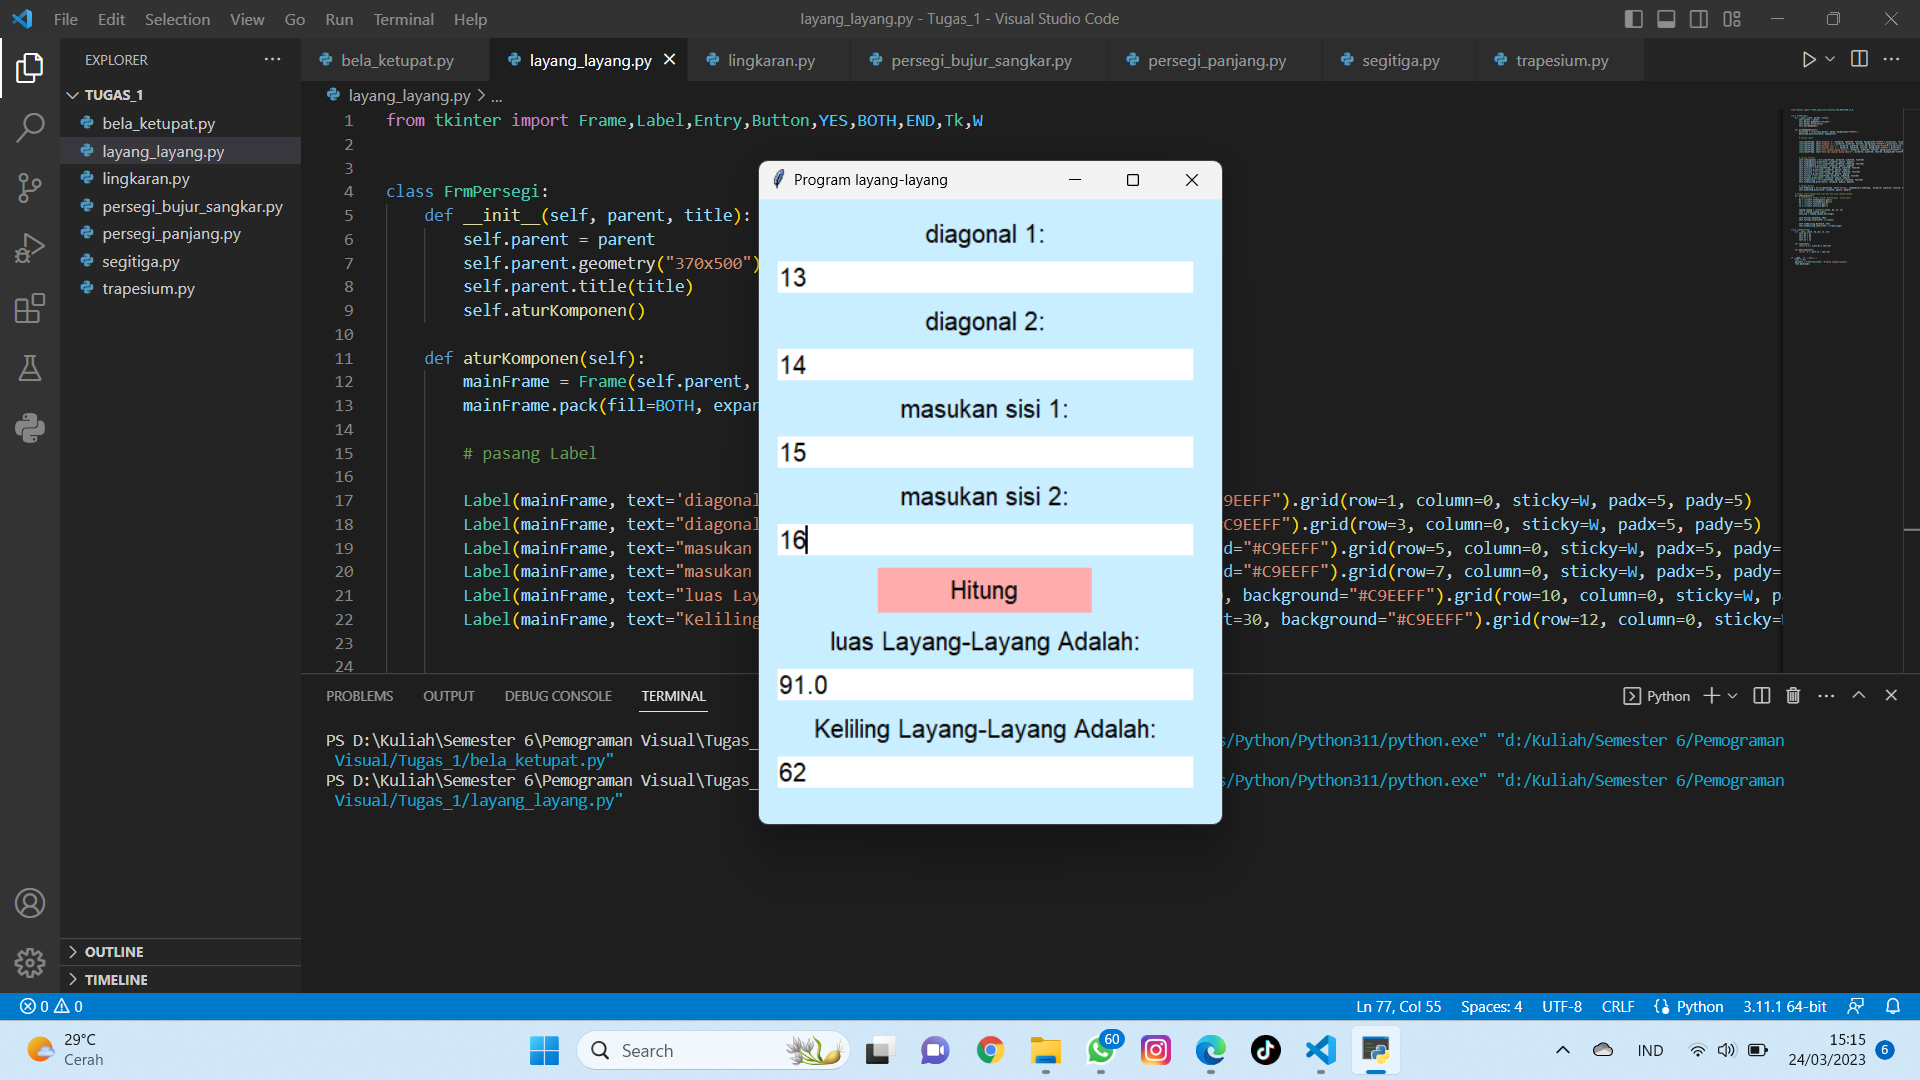 File Edit Selection View Go Run Terminal Help
layang_layang.py - Tugas_1 - Visual Studio Code
EXPLORER
TUGAS_1
bela_ketupat.py
layang_layang.py
lingkaran.py
persegi_bujur_sangkar.py
persegi_panjang.py
segitiga.py
trapesium.py
OUTLINE
TIMELINE
bela_ketupat.py layang_layang.py lingkaran.py persegi_bujur_sangkar.py persegi_panjang.py segitiga.py trapesium.py
layang_layang.py > ...
1 from tkinter import Frame,Label,Entry,Button,YES,BOTH,END,Tk,W
2
3
4 class FrmPersegi:
5 def __init__(self, parent, title):
6 self.parent = parent
7 self.parent.geometry("370x500")
8 self.parent.title(title)
9 self.aturKomponen()
10
11 def aturKomponen(self):
12 mainFrame = Frame(self.parent,
13 mainFrame.pack(fill=BOTH, expan
14
15 # pasang Label
16
17 Label(mainFrame, text='diagonal C9EEFF").grid(row=1, column=0, sticky=W, padx=5, pady=5)
18 Label(mainFrame, text="diagonal #C9EEFF").grid(row=3, column=0, sticky=W, padx=5, pady=5)
19 Label(mainFrame, text="masukan d="#C9EEFF").grid(row=5, column=0, sticky=W, padx=5, pady=
20 Label(mainFrame, text="masukan d="#C9EEFF").grid(row=7, column=0, sticky=W, padx=5, pady=
21 Label(mainFrame, text="luas Lay , background="#C9EEFF").grid(row=10, column=0, sticky=W, p
22 Label(mainFrame, text="Keliling t=30, background="#C9EEFF").grid(row=12, column=0, sticky=
23
24
Program layang-layang
diagonal 1:
13
diagonal 2:
14
masukan sisi 1:
15
masukan sisi 2:
16
Hitung
luas Layang-Layang Adalah:
91.0
Keliling Layang-Layang Adalah:
62
PROBLEMS OUTPUT DEBUG CONSOLE TERMINAL
Python
PS D:\Kuliah\Semester 6\Pemograman Visual\Tugas_ s/Python/Python311/python.exe" "d:/Kuliah/Semester 6/Pemograman
Visual/Tugas_1/bela_ketupat.py"
PS D:\Kuliah\Semester 6\Pemograman Visual\Tugas_ s/Python/Python311/python.exe" "d:/Kuliah/Semester 6/Pemograman
Visual/Tugas_1/layang_layang.py"
0 0
Ln 77, Col 55 Spaces: 4 UTF-8 CRLF Python 3.11.1 64-bit
29°C
Cerah
Search
60
IND
15:15
24/03/2023
6